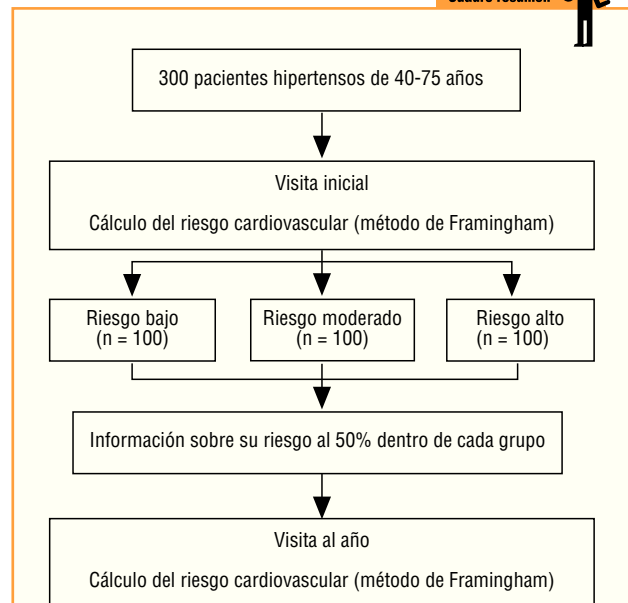 Cuadro resumen
300 pacientes hipertensos de 40-75 años
Visita inicial
Cálculo del riesgo cardiovascular (método de Framingham)
Riesgo bajo
(n = 100)
Riesgo moderado
(n = 100)
Riesgo alto
(n = 100)
Información sobre su riesgo al 50% dentro de cada grupo
Visita al año
Cálculo del riesgo cardiovascular (método de Framingham)